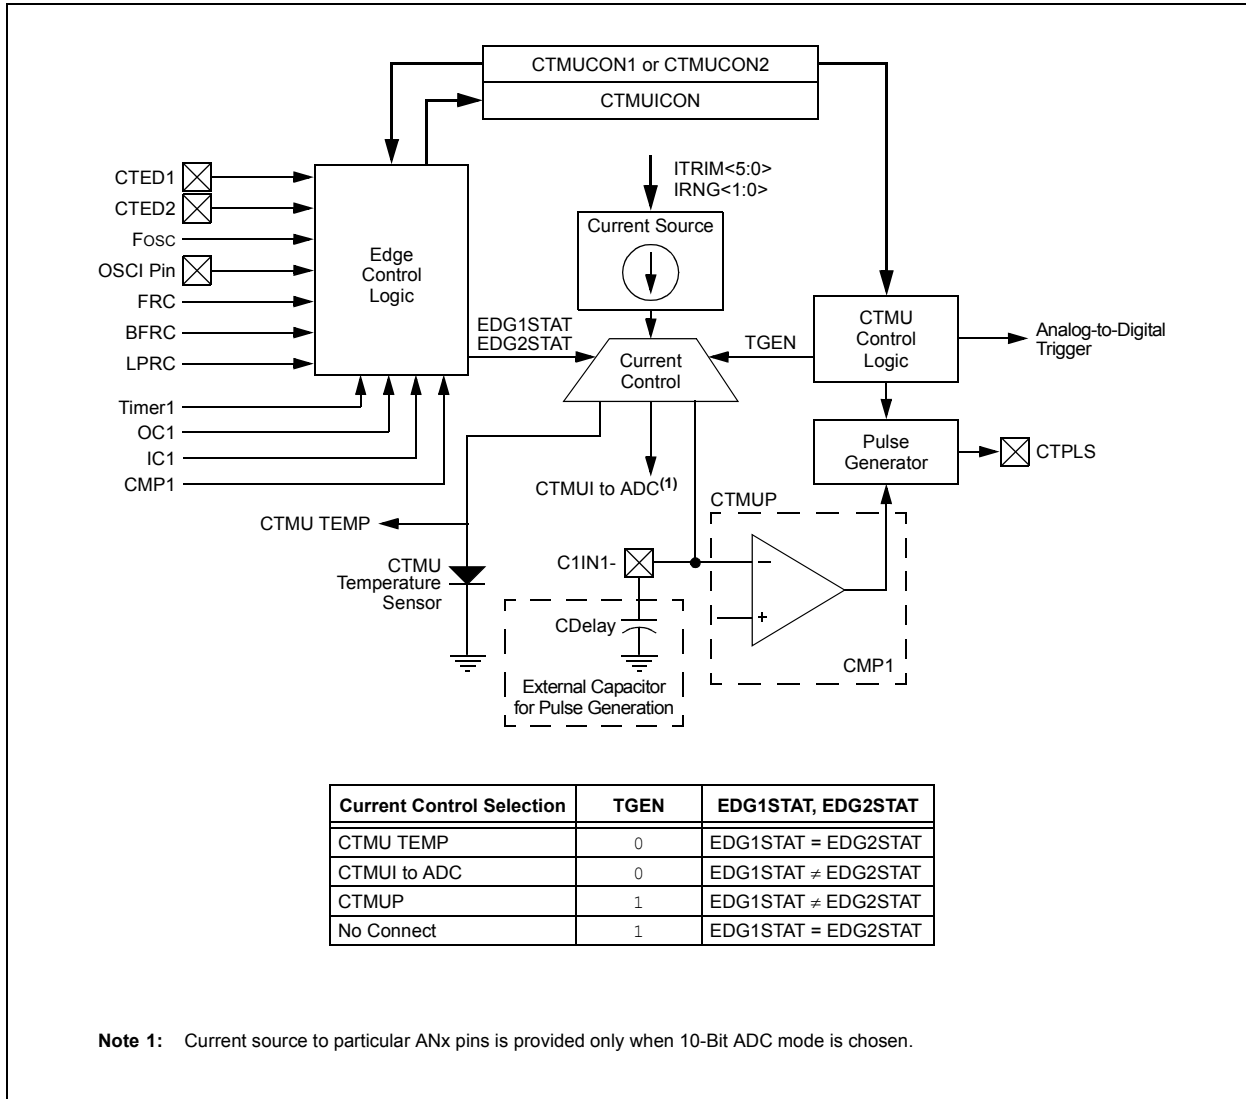 CTMUCON1 or CTMUCON2
CTMUICON
ITRIM<5:0>
IRNG<1:0>
CTED1
CTED2
FOSC
OSCI Pin
FRC
BFRC
LPRC
Timer1
OC1
IC1
CMP1
Edge
Control
Logic
Current Source
EDG1STAT
EDG2STAT
Current
Control
TGEN
CTMU
Control
Logic
Analog-to-Digital
Trigger
Pulse
Generator
CTPLS
CTMUI to ADC(1)
CTMUP
CTMU TEMP
CTMU
Temperature
Sensor
C1IN1-
CDelay
External Capacitor
for Pulse Generation
−
+
CMP1
Current Control Selection TGEN EDG1STAT, EDG2STAT
CTMU TEMP 0 EDG1STAT = EDG2STAT
CTMUI to ADC 0 EDG1STAT ≠ EDG2STAT
CTMUP 1 EDG1STAT ≠ EDG2STAT
No Connect 1 EDG1STAT = EDG2STAT
Note 1: Current source to particular ANx pins is provided only when 10-Bit ADC mode is chosen.